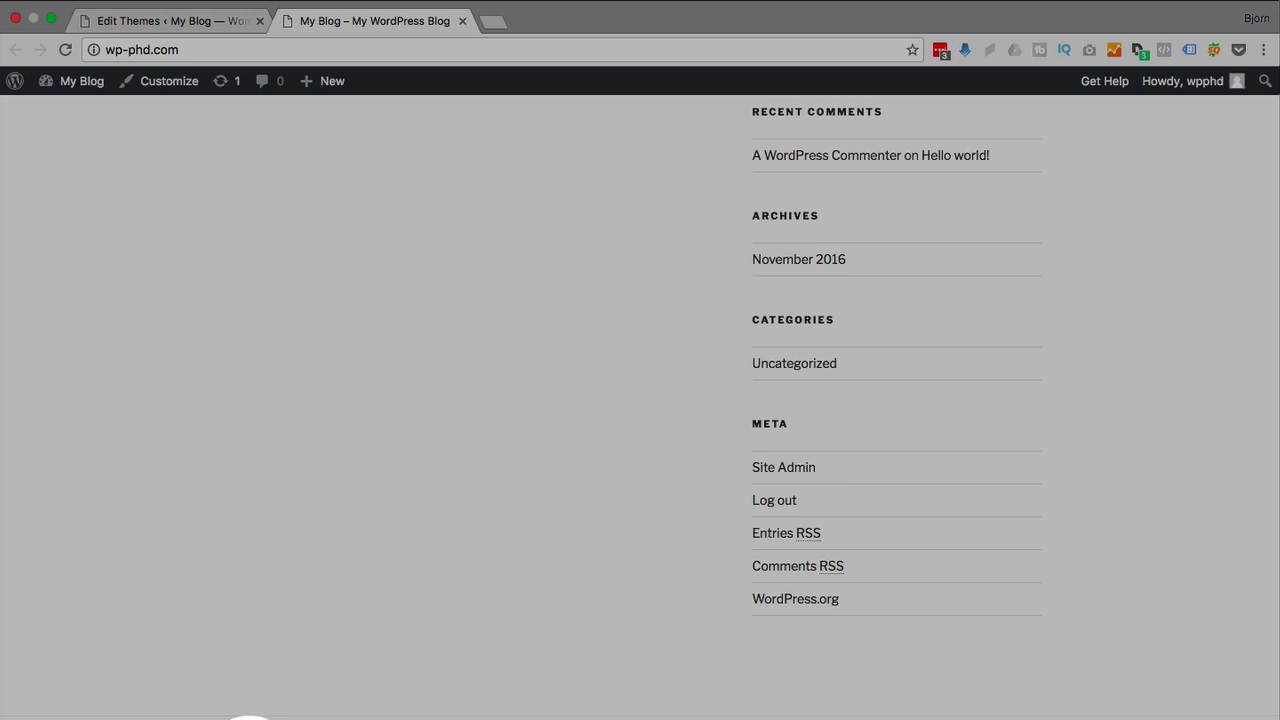 Edit Themes ‹ My Blog — Wor
My Blog – My WordPress Blog
Bjorn
wp-phd.com
3
3
My Blog
Customize
1
0
New
Get Help
Howdy, wpphd
RECENT COMMENTS
A WordPress Commenter on Hello world!
ARCHIVES
November 2016
CATEGORIES
Uncategorized
META
Site Admin
Log out
Entries RSS
Comments RSS
WordPress.org